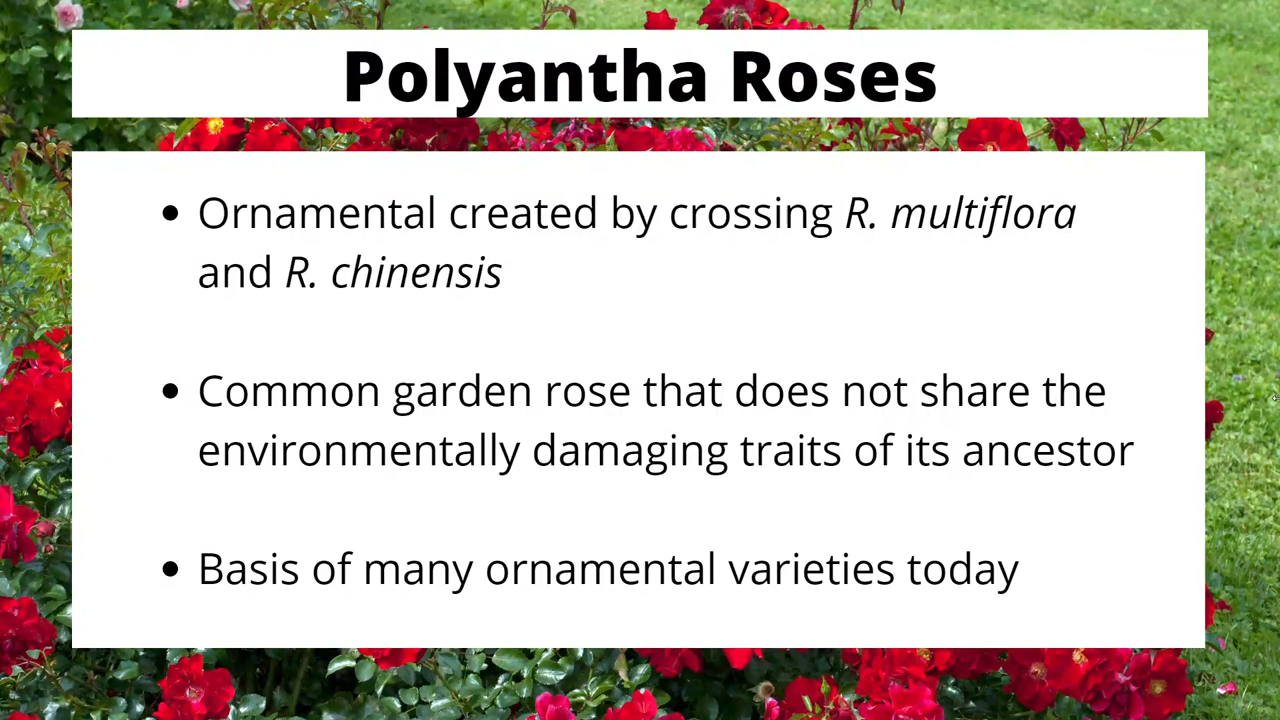 Polyantha Roses
• Ornamental created by crossing R. multiflora
and R. chinensis
• Common garden rose that does not share the
environmentally damaging traits of its ancestor
• Basis of many ornamental varieties today